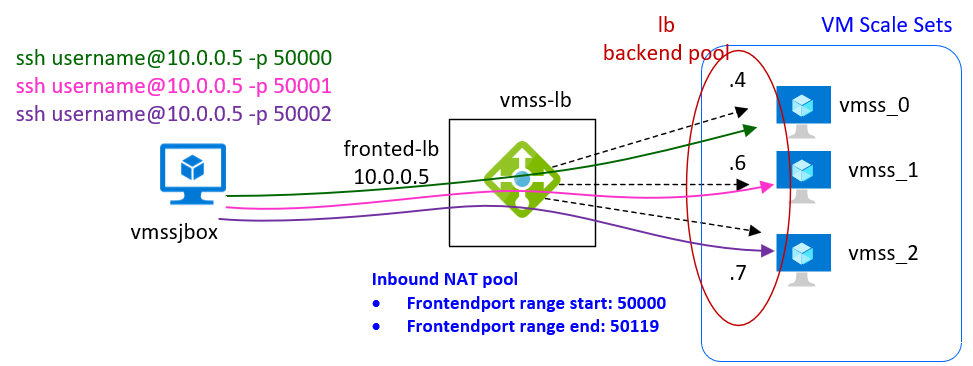 lb
backend pool
VM Scale Sets
ssh username@10.0.0.5 -p 50000
ssh username@10.0.0.5 -p 50001
ssh username@10.0.0.5 -p 50002
vmss-lb
.4
vmss_0
fronted-lb
10.0.0.5
.6
vmss_1
vmssjbox
vmss_2
.7
Inbound NAT pool
• Frontendport range start: 50000
• Frontendport range end: 50119